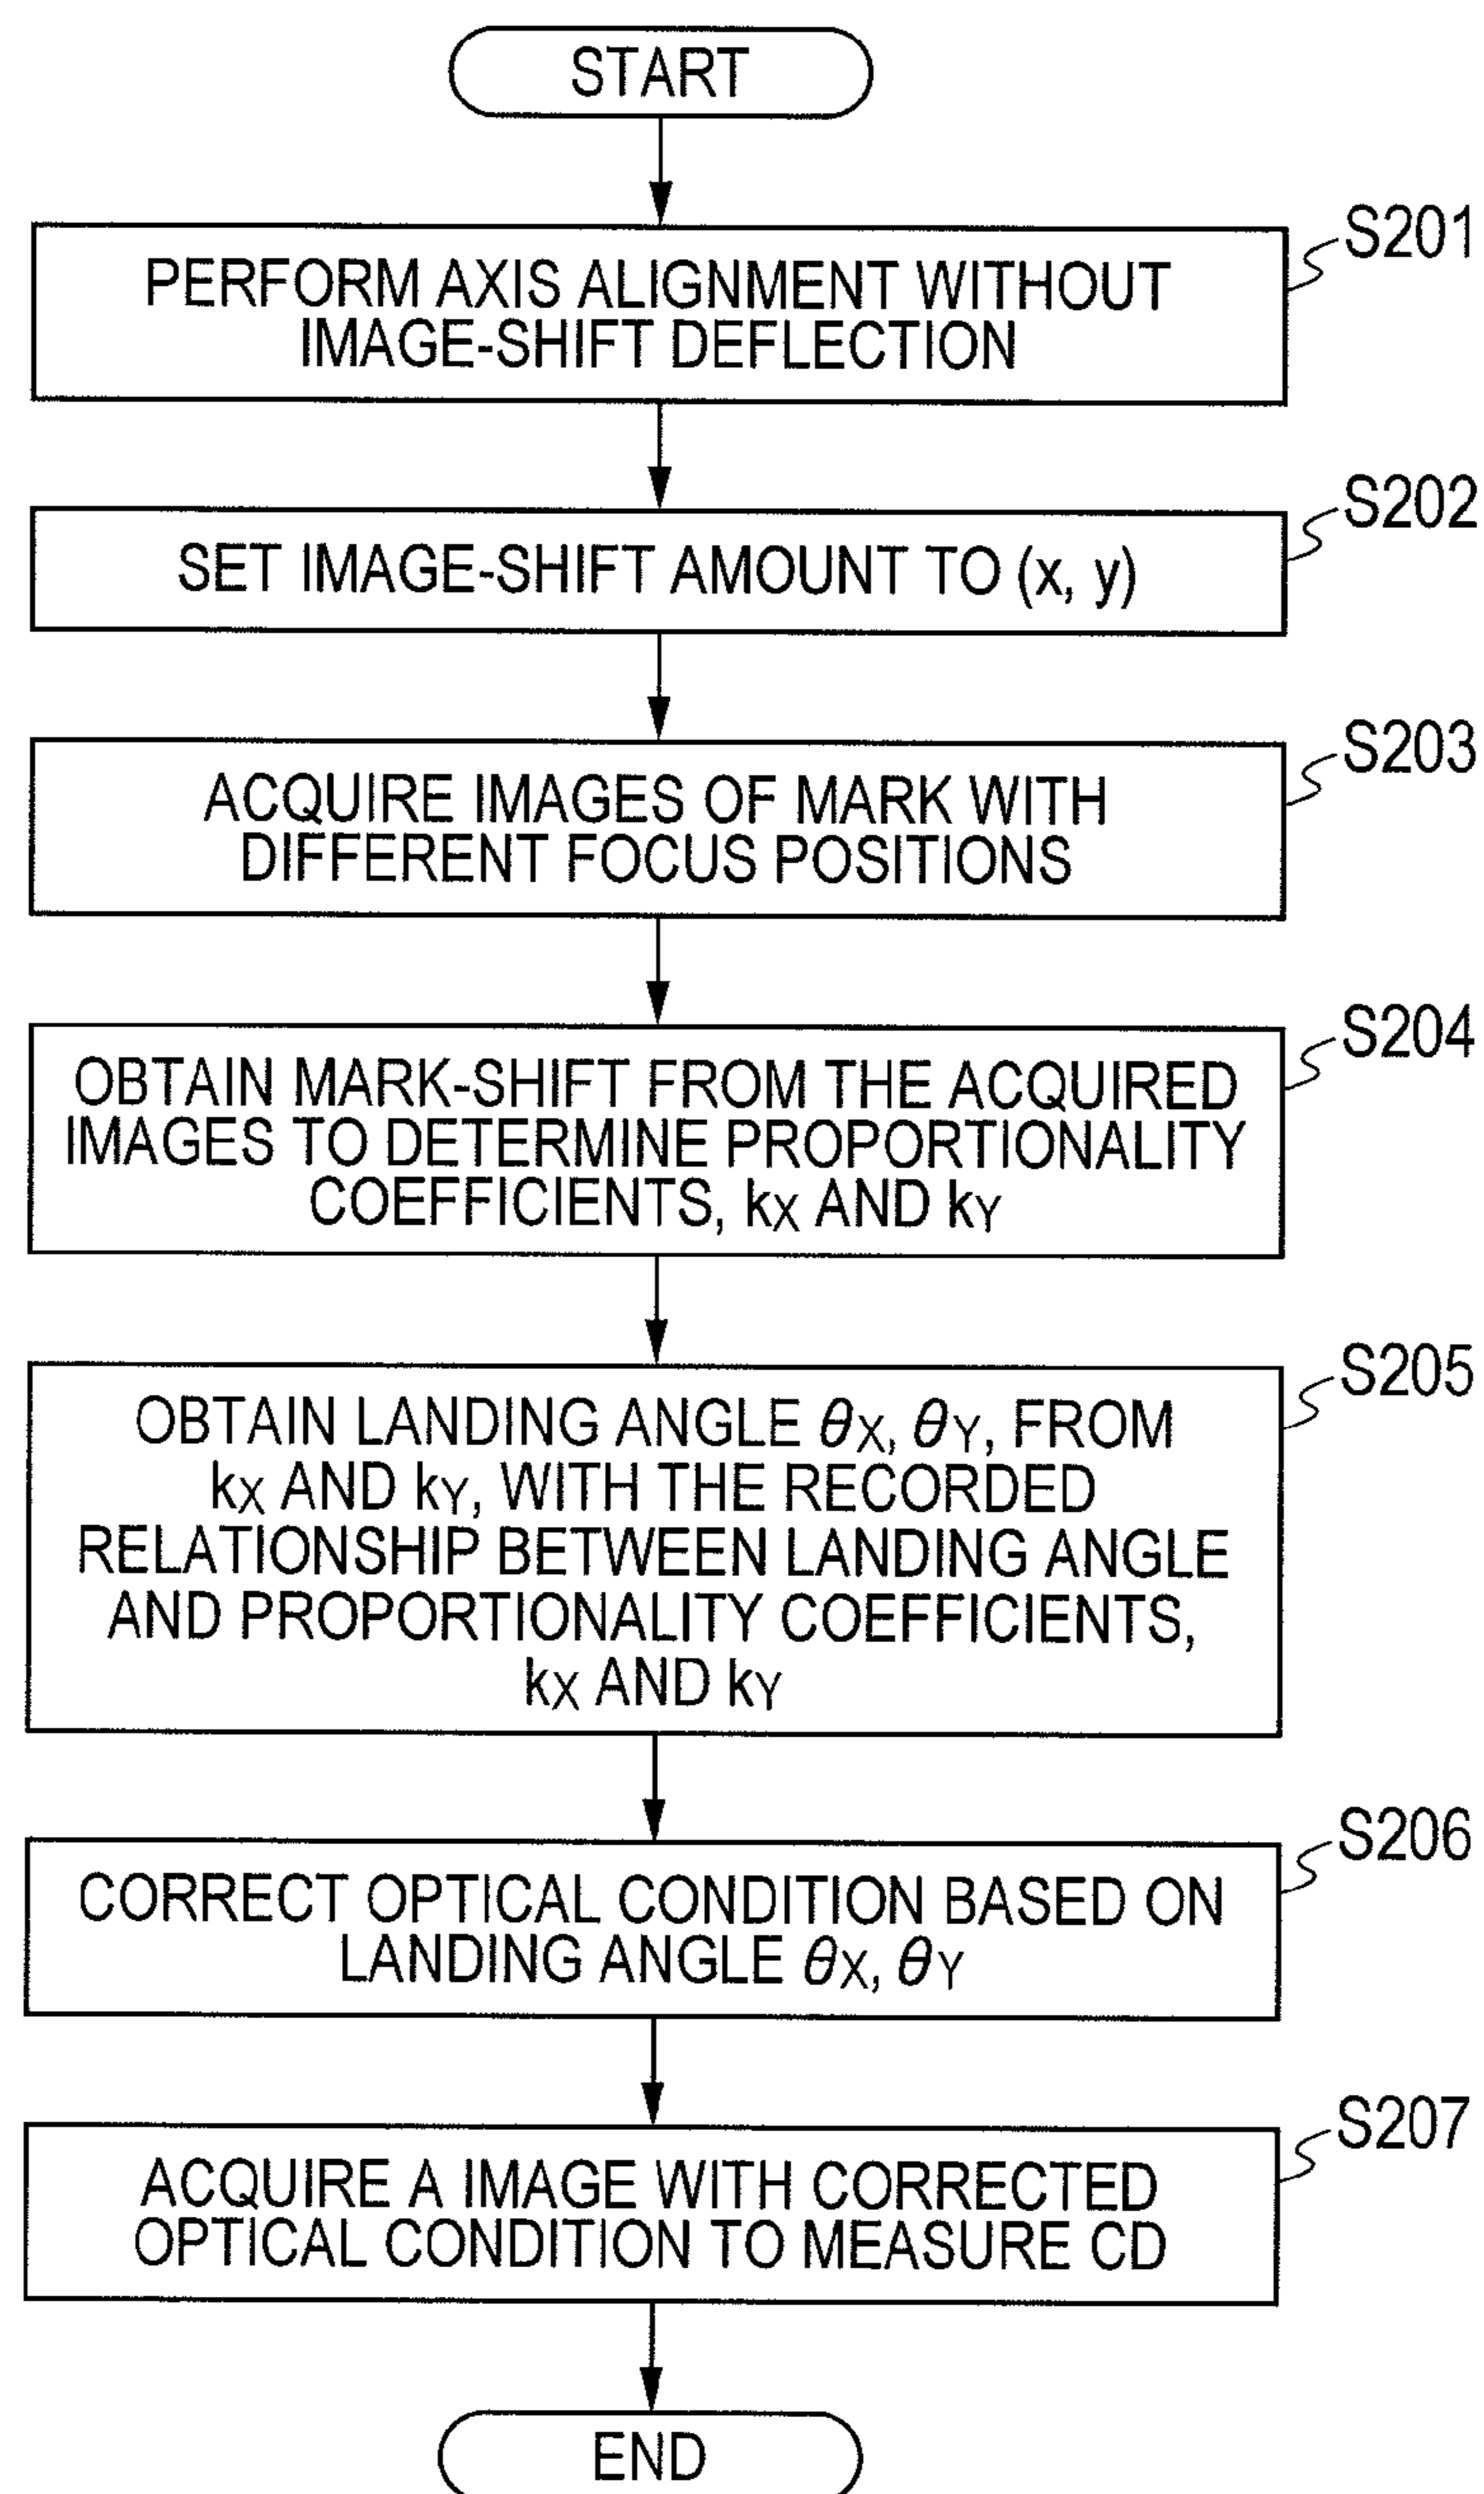 START
S201
PERFORM AXIS ALIGNMENT WITHOUT
IMAGE-SHIFT DEFLECTION
S202
SET IMAGE-SHIFT AMOUNT TO (x, y)
S203
ACQUIRE IMAGES OF MARK WITH
DIFFERENT FOCUS POSITIONS
S204
OBTAIN MARK-SHIFT FROM THE ACQUIRED
IMAGES TO DETERMINE PROPORTIONALITY
COEFFICIENTS, kX AND kY
S205
OBTAIN LANDING ANGLE θX, θY, FROM
kX AND kY, WITH THE RECORDED
RELATIONSHIP BETWEEN LANDING ANGLE
AND PROPORTIONALITY COEFFICIENTS,
kX AND kY
S206
CORRECT OPTICAL CONDITION BASED ON
LANDING ANGLE θX, θY
S207
ACQUIRE A IMAGE WITH CORRECTED
OPTICAL CONDITION TO MEASURE CD
END